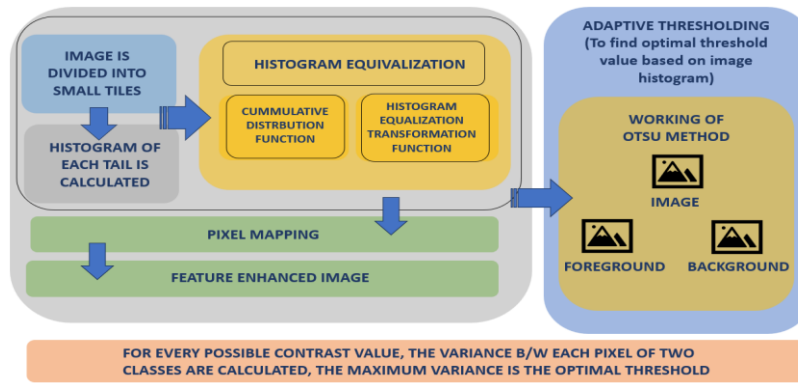 IMAGE IS
DIVIDED INTO
SMALL TILES
HISTOGRAM OF
EACH TAIL IS
CALCULATED
HISTOGRAM EQUIVALIZATION
CUMMULATIVE
DISTRBUTION
FUNCTION
HISTOGRAM
EQUALIZATION
TRANSFORMATION
FUNCTION
PIXEL MAPPING
FEATURE ENHANCED IMAGE
ADAPTIVE THRESHOLDING
(To find optimal threshold
value based on image
histogram)
WORKING OF
OTSU METHOD
IMAGE
FOREGROUND
BACKGROUND
FOR EVERY POSSIBLE CONTRAST VALUE, THE VARIANCE B/W EACH PIXEL OF TWO
CLASSES ARE CALCULATED, THE MAXIMUM VARIANCE IS THE OPTIMAL THRESHOLD